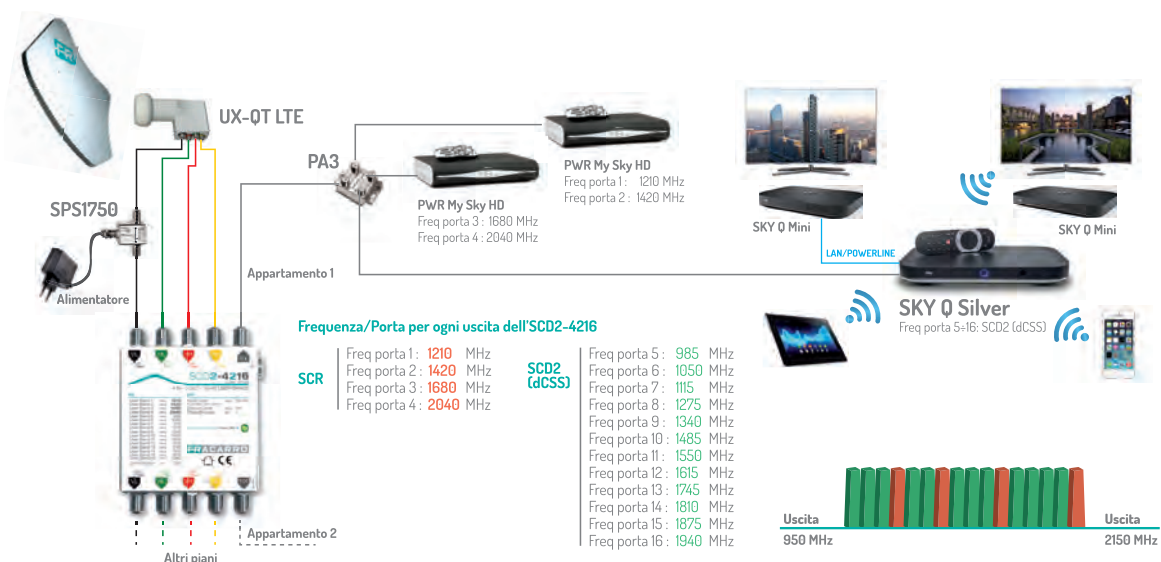 UX-QT LTE
SPS1750
Alimentatore
PA3
PWR My Sky HD
Freq porta 1 : 1210 MHz
Freq porta 2 : 1420 MHz
PWR My Sky HD
Freq porta 3 : 1680 MHz
Freq porta 4 : 2040 MHz
SKY Q Mini
SKY Q Mini
LAN/POWERLINE
SKY Q Silver
Freq porta 5÷16: SCD2 (dCSS)
Appartamento 1
Frequenza/Porta per ogni uscita dell'SCD2-4216
SCR
Freq porta 1 : 1210 MHz
Freq porta 2 : 1420 MHz
Freq porta 3 : 1680 MHz
Freq porta 4 : 2040 MHz
SCD2
(dCSS)
Freq porta 5 : 985 MHz
Freq porta 6 : 1050 MHz
Freq porta 7 : 1115 MHz
Freq porta 8 : 1275 MHz
Freq porta 9 : 1340 MHz
Freq porta 10 : 1485 MHz
Freq porta 11 : 1550 MHz
Freq porta 12 : 1615 MHz
Freq porta 13 : 1745 MHz
Freq porta 14 : 1810 MHz
Freq porta 15 : 1875 MHz
Freq porta 16 : 1940 MHz
SCD2-4216
FRACARRO
CE
Appartamento 2
Altri piani
Uscita
950 MHz
Uscita
2150 MHz